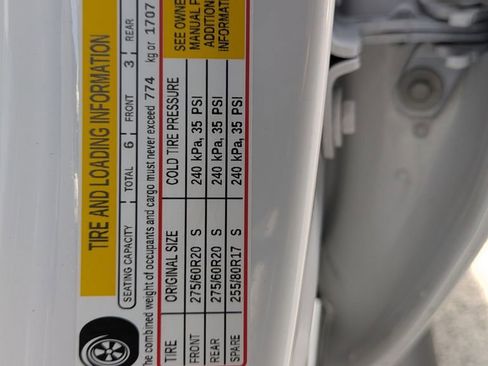 TIRE AND LOADING INFORMATION
SEATING CAPACITY TOTAL 6 FRONT 3 REAR
he combined weight of occupants and cargo must never exceed 774 kg or 1707
TIRE ORIGINAL SIZE COLD TIRE PRESSURE
FRONT 275/60R20 S 240 kPa, 35 PSI
REAR 275/60R20 S 240 kPa, 35 PSI
SPARE 255/80R17 S 240 kPa, 35 PSI
SEE OWNE
MANUAL F
ADDITION
INFORMAT